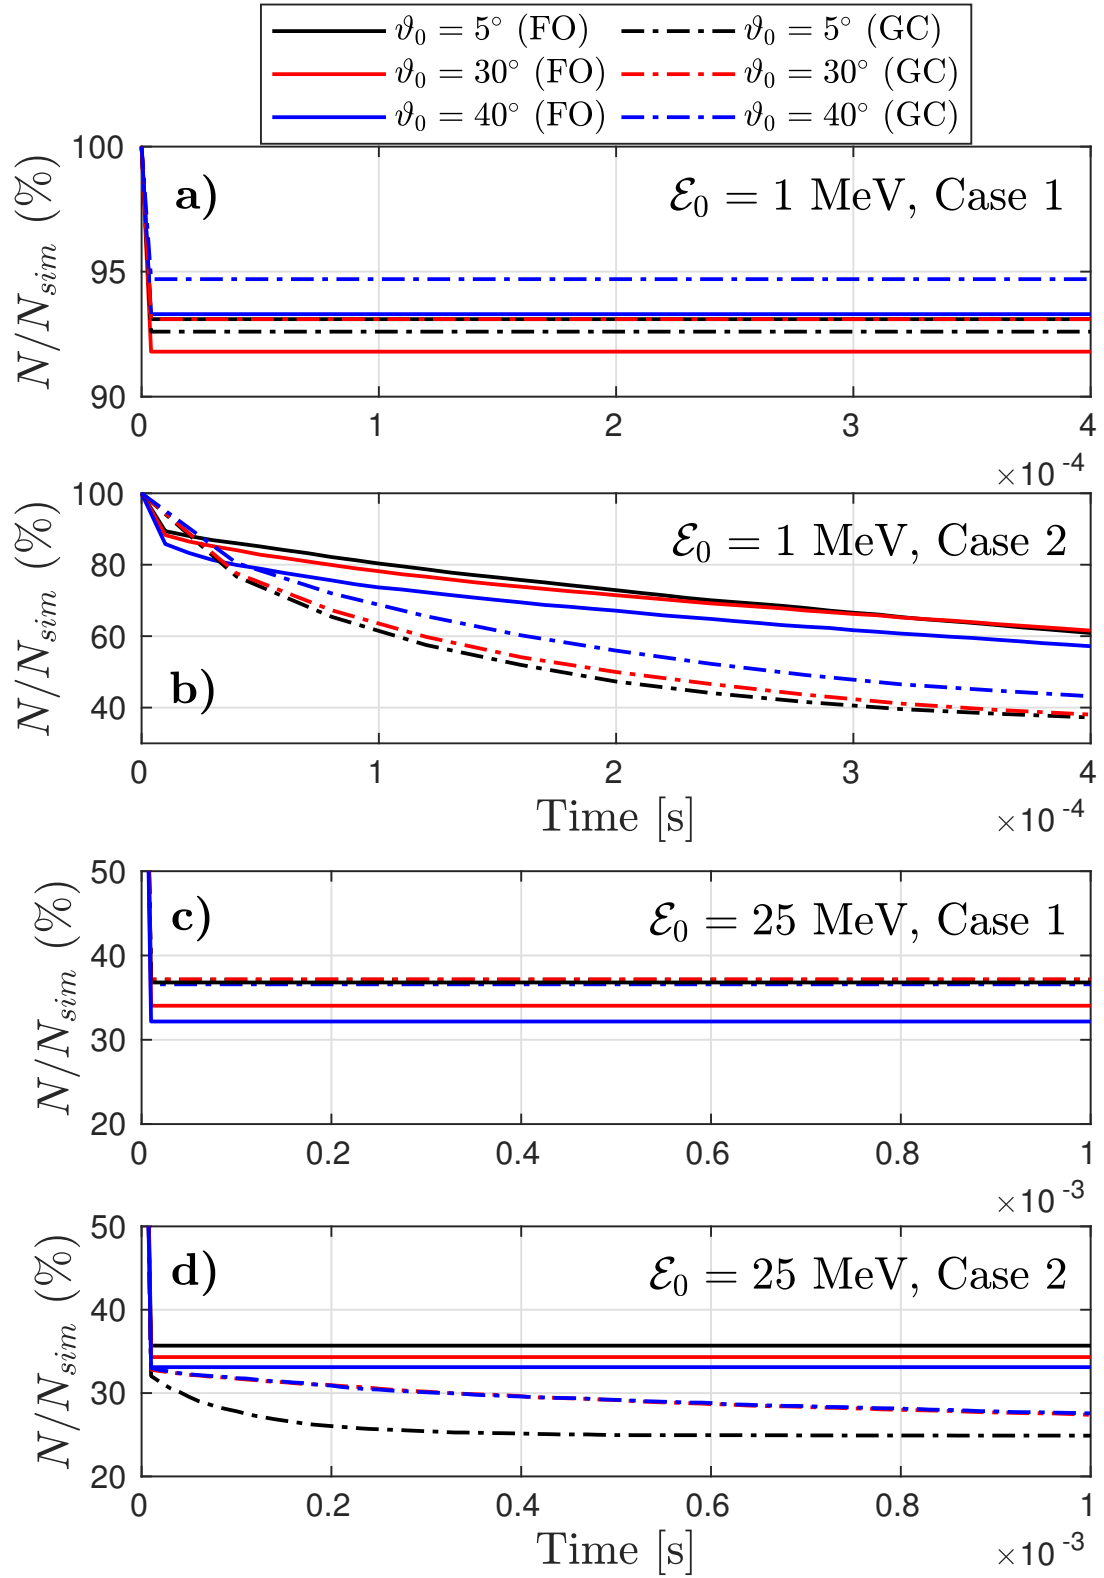 ϑ₀ = 5° (FO) ϑ₀ = 5° (GC)
ϑ₀ = 30° (FO) ϑ₀ = 30° (GC)
ϑ₀ = 40° (FO) ϑ₀ = 40° (GC)
a)
ℰ₀ = 1 MeV, Case 1
N/N_sim (%)
100
95
90
0 1 2 3 4
×10⁻⁴
b)
ℰ₀ = 1 MeV, Case 2
N/N_sim (%)
100
80
60
40
0 1 2 3 4
Time [s]
×10⁻⁴
c)
ℰ₀ = 25 MeV, Case 1
N/N_sim (%)
50
40
30
20
0 0.2 0.4 0.6 0.8 1
×10⁻³
d)
ℰ₀ = 25 MeV, Case 2
N/N_sim (%)
50
40
30
20
0 0.2 0.4 0.6 0.8 1
Time [s]
×10⁻³